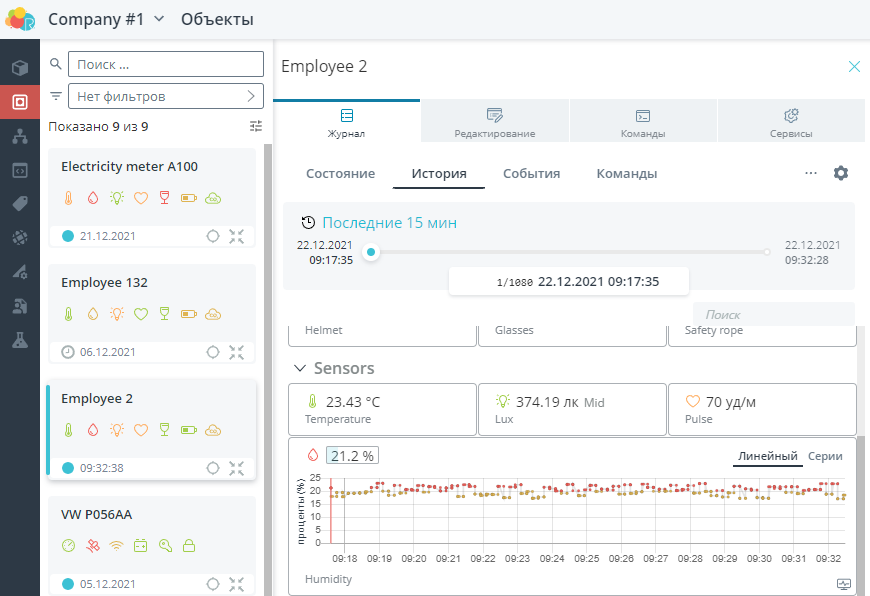 Company #1 Объекты
Поиск ...
Нет фильтров
Показано 9 из 9
Electricity meter A100
21.12.2021
Employee 132
06.12.2021
Employee 2
09:32:38
VW P056AA
05.12.2021
Employee 2
Журнал Редактирование Команды Сервисы
Состояние История События Команды ...
Последние 15 мин
22.12.2021
09:17:35
22.12.2021
09:32:28
1/1080 22.12.2021 09:17:35
Поиск
Helmet Glasses Safety rope
Sensors
23.43 °C
Temperature
374.19 лк Mid
Lux
70 уд/м
Pulse
21.2 %
Линейный Серии
проценты (%)
25
20
15
10
5
0
09:18 09:19 09:20 09:21 09:22 09:23 09:24 09:25 09:26 09:27 09:28 09:29 09:30 09:31 09:32
Humidity